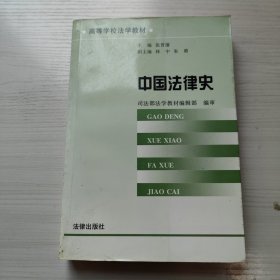 高等学校法学教材
中国法律史
司法部法学教材编辑部 编审
GAO DENG
XUE XIAO
FA XUE
JIAO CAI
法律出版社